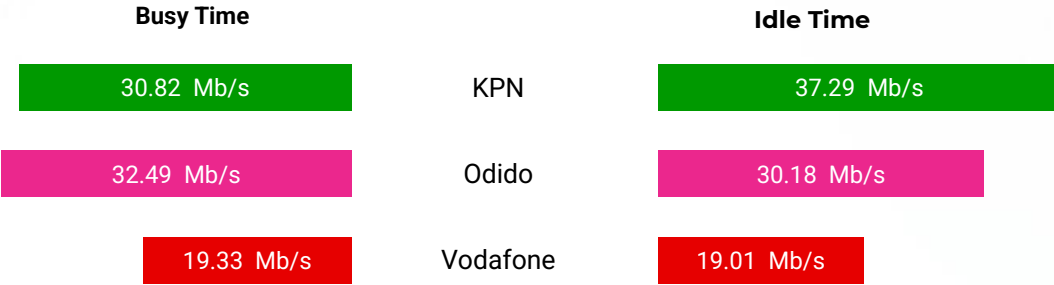 Busy Time Idle Time
30.82 Mb/s KPN 37.29 Mb/s
32.49 Mb/s Odido 30.18 Mb/s
19.33 Mb/s Vodafone 19.01 Mb/s